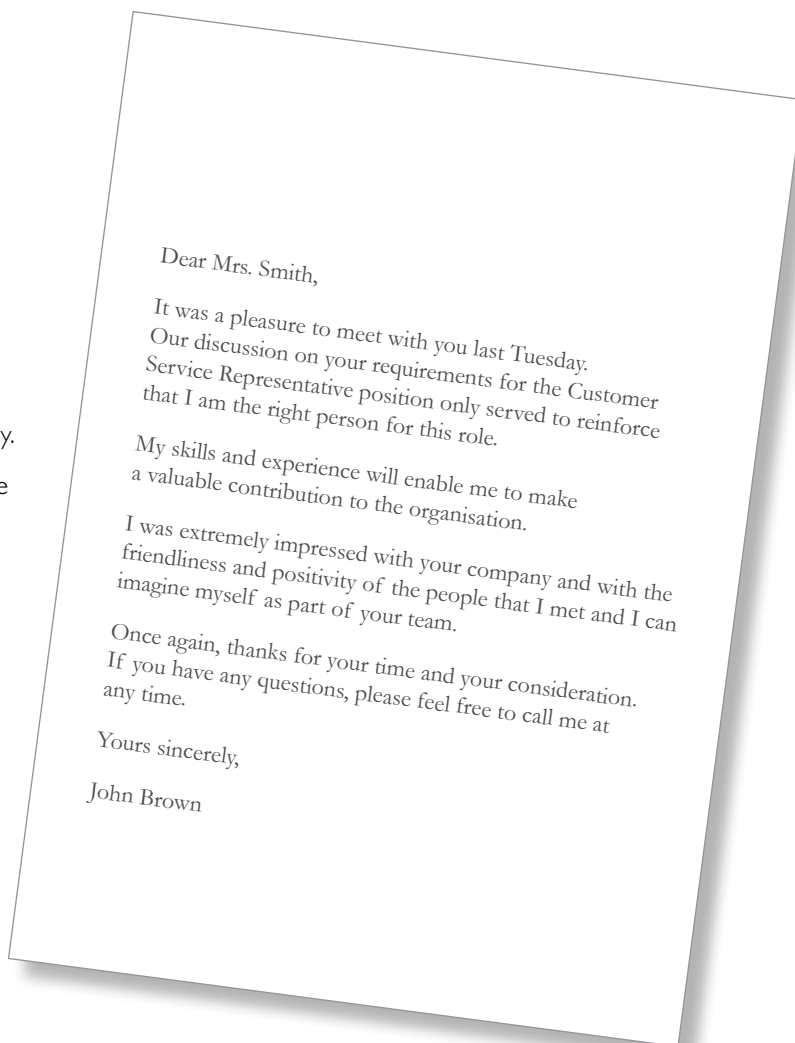 y.
e
Dear Mrs. Smith,
It was a pleasure to meet with you last Tuesday.
Our discussion on your requirements for the Customer
Service Representative position only served to reinforce
that I am the right person for this role.
My skills and experience will enable me to make
a valuable contribution to the organisation.
I was extremely impressed with your company and with the
friendliness and positivity of the people that I met and I can
imagine myself as part of your team.
Once again, thanks for your time and your consideration.
If you have any questions, please feel free to call me at
any time.
Yours sincerely,
John Brown